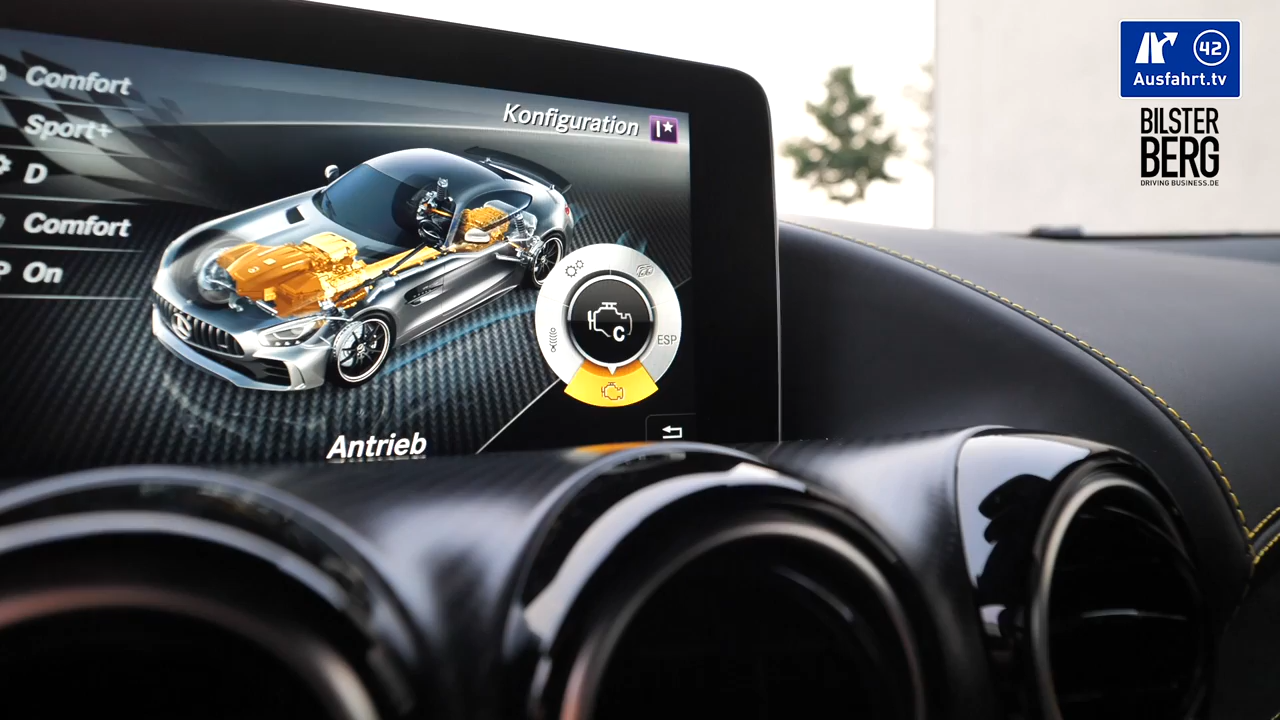 Comfort
Sport+
D
Comfort
P On
Konfiguration
I★
C
ESP
Antrieb
42
Ausfahrt.tv
BILSTER
BERG
DRIVING BUSINESS.DE